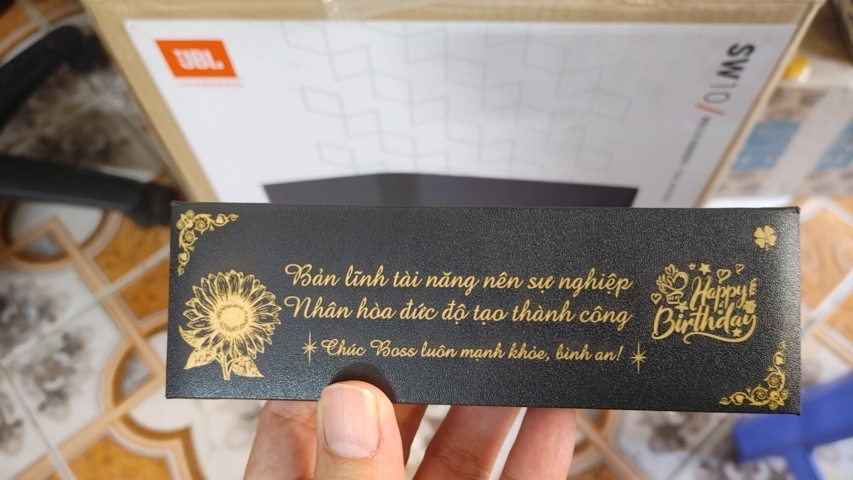 JBL
SW10
Bản lĩnh tài năng nên sự nghiệp
Nhân hòa đức độ tạo thành công
Chúc Boss luôn mạnh khỏe, bình an!
Happy
Birthday